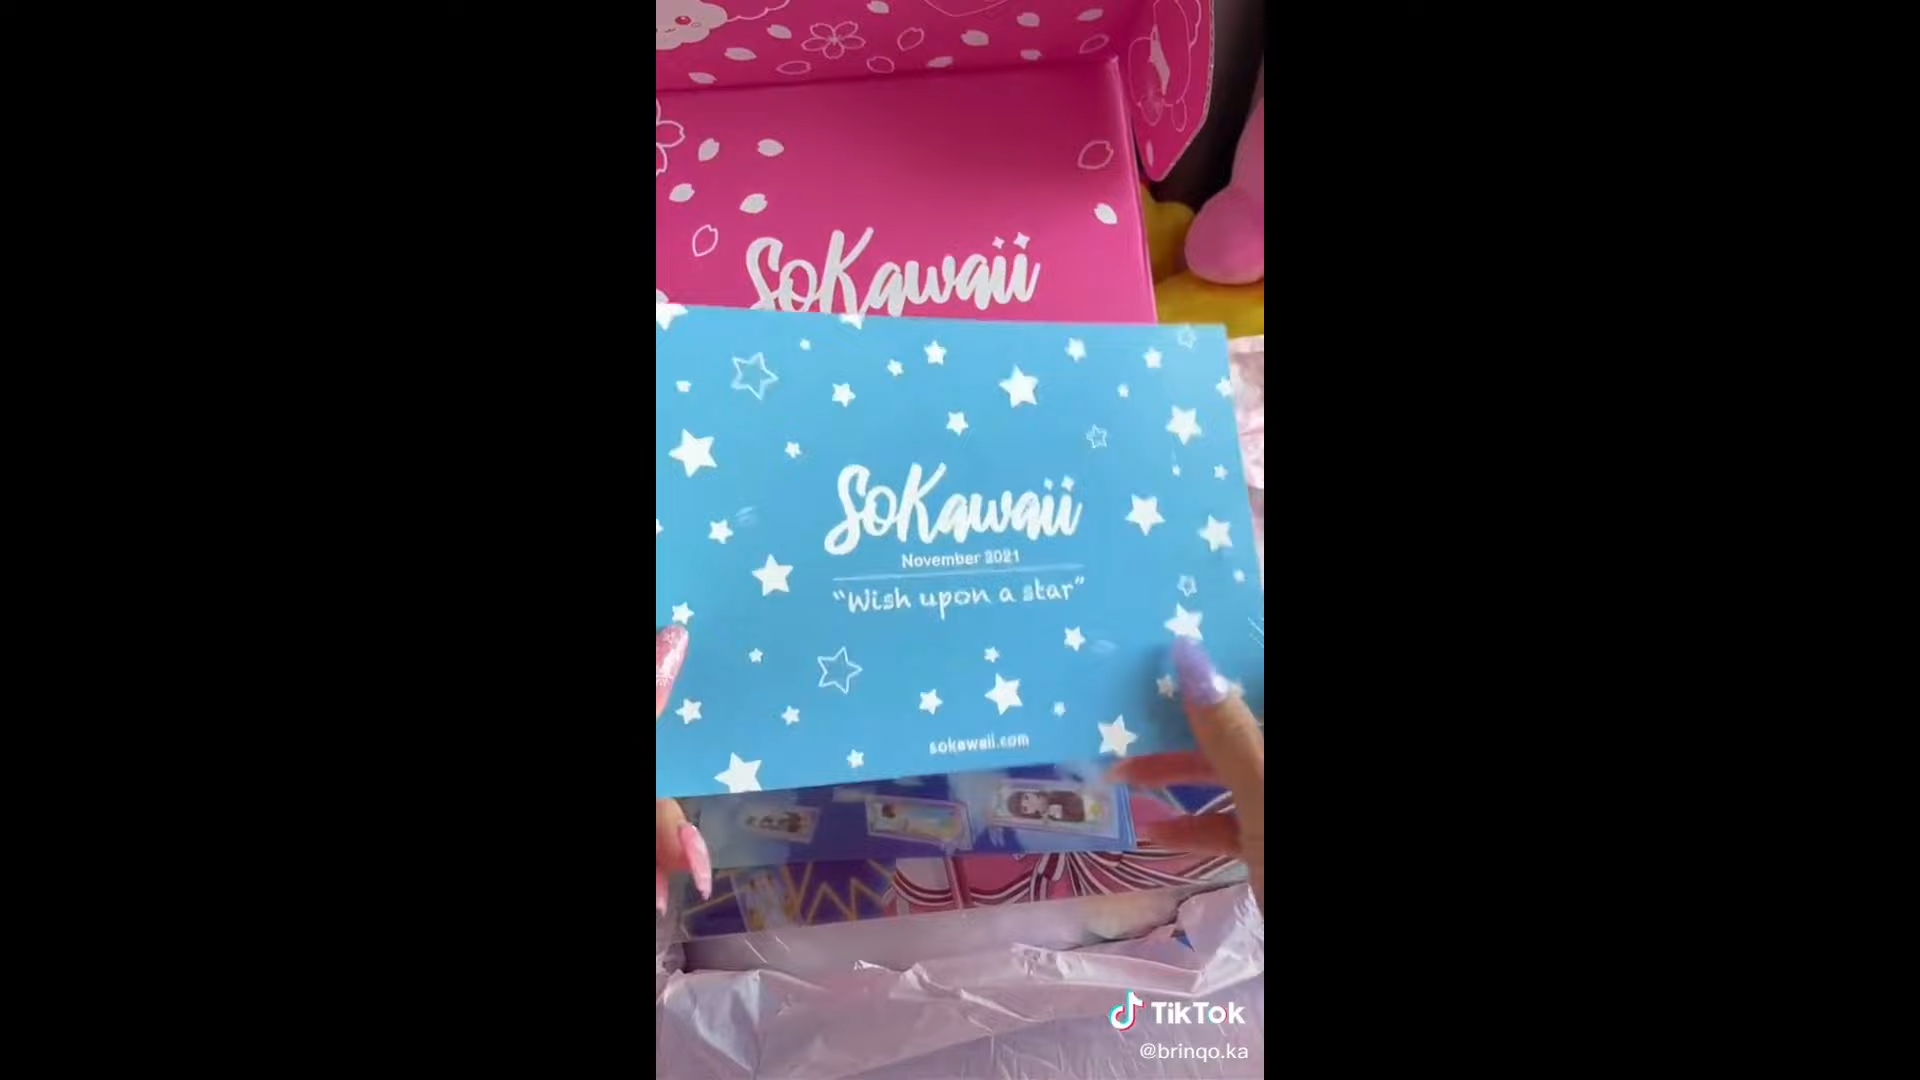 SoKawaii
SoKawaii
November 2021
“Wish upon a star”
sokawaii.com
TikTok
@brinqo.ka